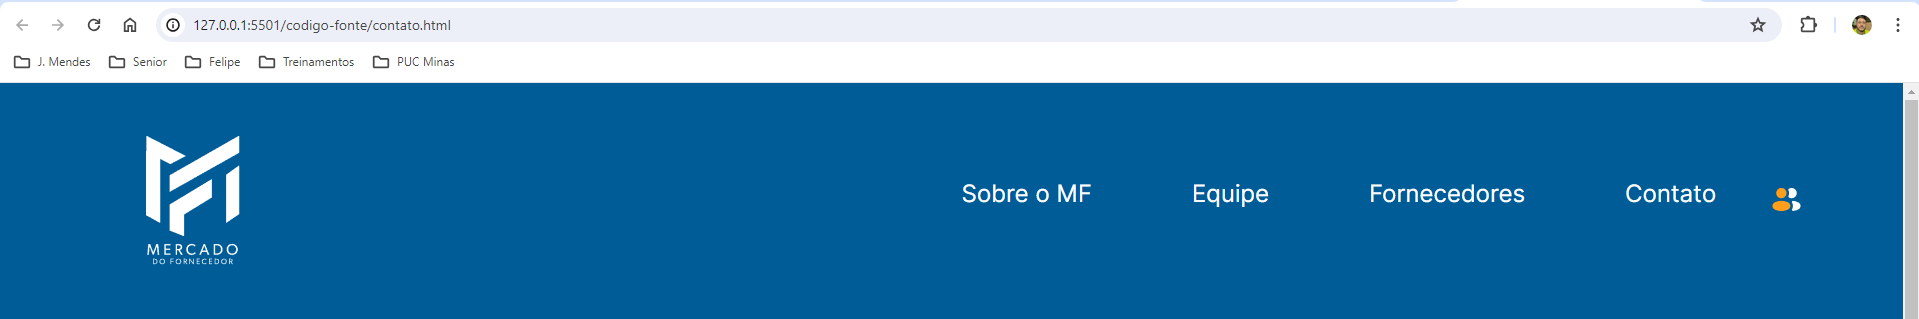 127.0.0.1:5501/codigo-fonte/contato.html
J. Mendes Senior Felipe Treinamentos PUC Minas
Sobre o MF Equipe Fornecedores Contato
MERCADO
DO FORNECEDOR